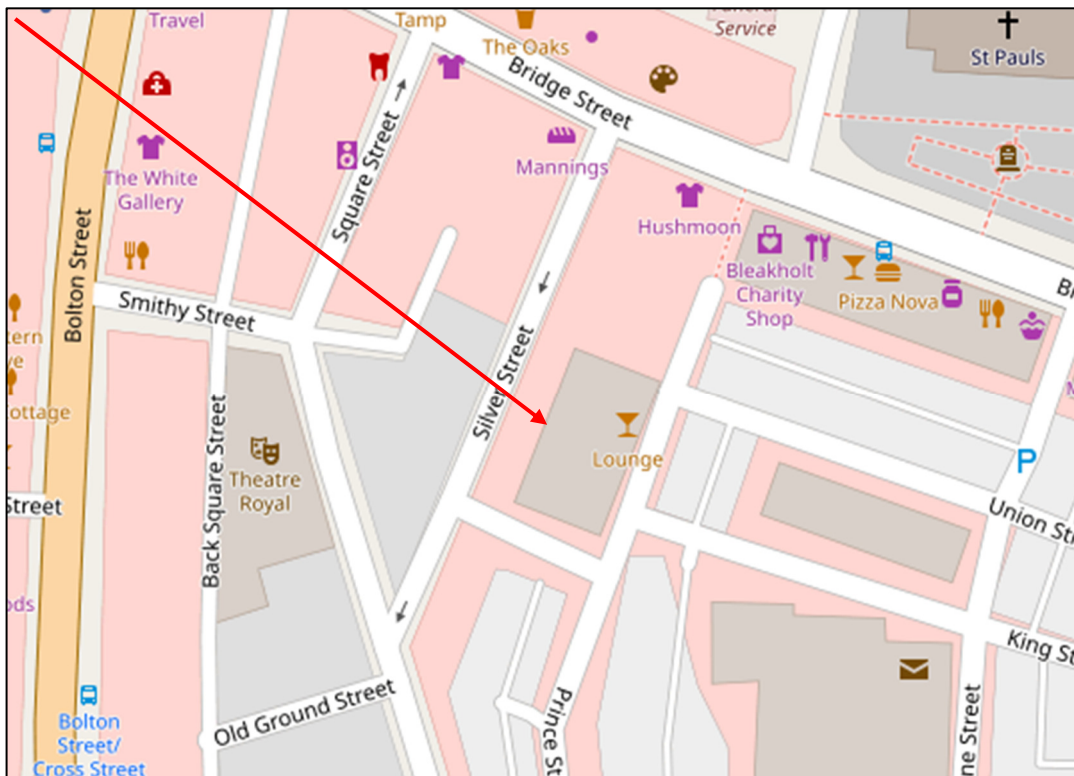 Travel
Tamp
The Oaks
Service
St Pauls
Bridge Street
Square Street
Mannings
The White
Gallery
Hushmoon
Bolton Street
Bleakholt
Charity
Shop
Pizza Nova
Smithy Street
Silver Street
Lounge
Theatre
Royal
Back Square Street
P
Street
Union St
King St
Old Ground Street
Prince St
Bolton
Street/
Cross Street